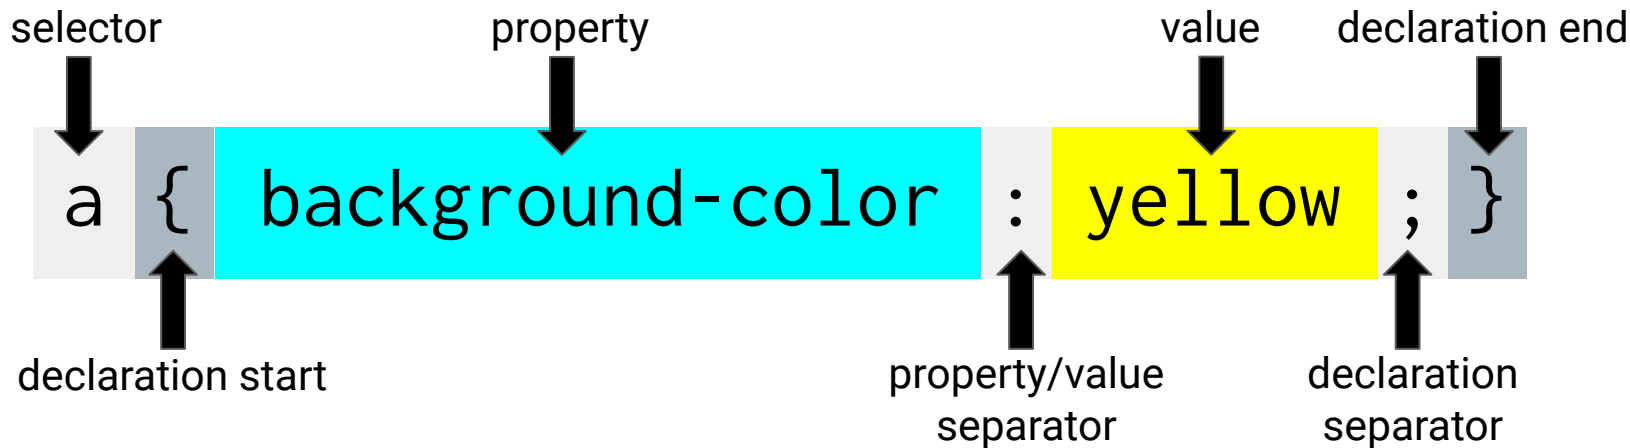 selector property value declaration end
a { background-color : yellow ; }
declaration start property/value separator declaration separator